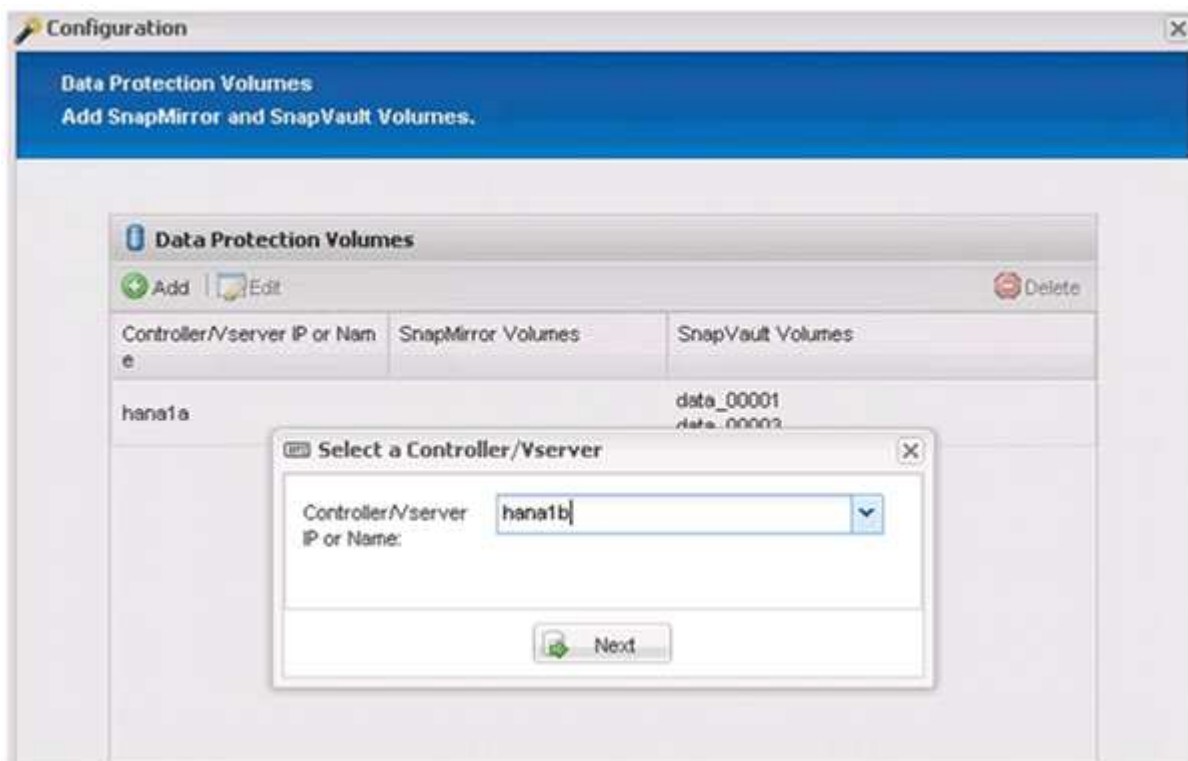 Configuration
Data Protection Volumes
Add SnapMirror and SnapVault Volumes.
Data Protection Volumes
Add Edit Delete
Controller/Vserver IP or Nam SnapMirror Volumes SnapVault Volumes
e
hana1a
data_00001
data_00003
Select a Controller/Vserver
Controller/Vserver hana1b
IP or Name:
Next